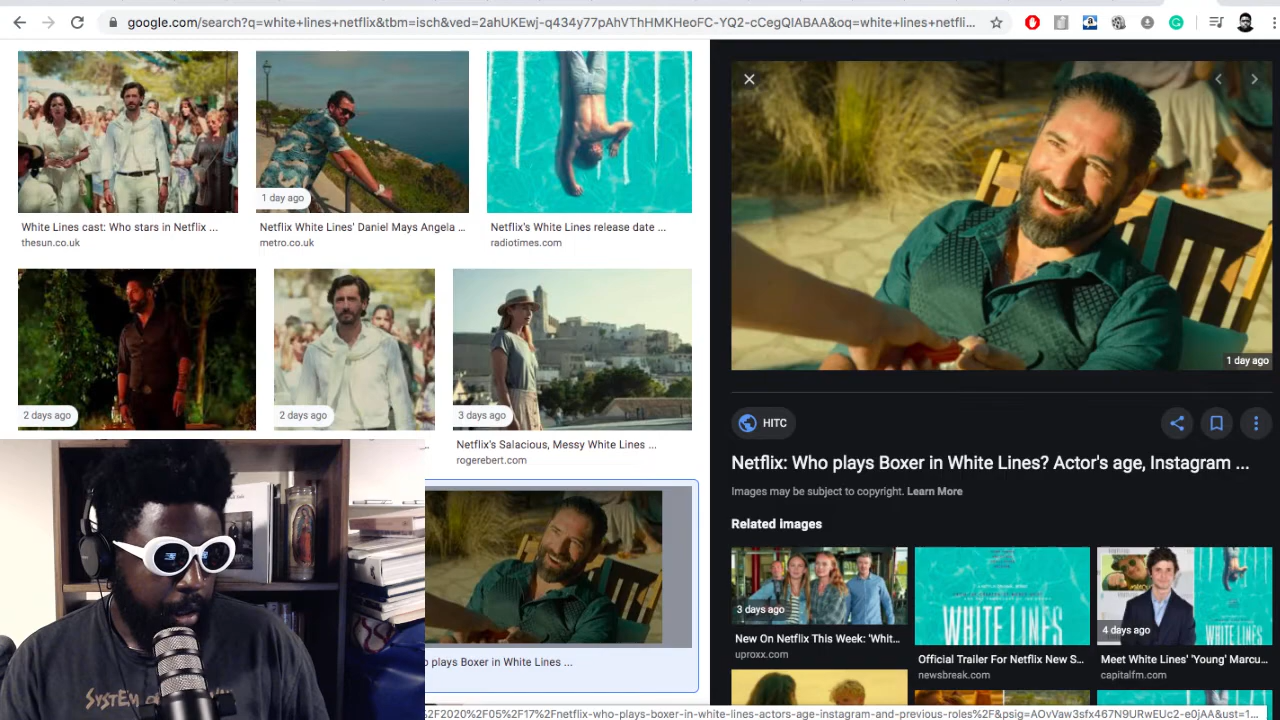 google.com/search?q=white+lines+netflix&tbm=isch&ved=2ahUKEwj-q434y77pAhVThHMKHeoFC-YQ2-cCegQIABAA&oq=white+lines+netfli...
1 day ago
White Lines cast: Who stars in Netflix ...
thesun.co.uk
Netflix White Lines' Daniel Mays Angela ...
metro.co.uk
Netflix's White Lines release date ...
radiotimes.com
2 days ago
2 days ago
3 days ago
Netflix's Salacious, Messy White Lines ...
rogerebert.com
o plays Boxer in White Lines ...
SYSTEM
1 day ago
HITC
Netflix: Who plays Boxer in White Lines? Actor's age, Instagram ...
Images may be subject to copyright. Learn More
Related images
3 days ago
New On Netflix This Week: 'Whit...
uproxx.com
WHITE LINES
Official Trailer For Netflix New S...
newsbreak.com
4 days ago
WHITE LINES
Meet White Lines' 'Young' Marcu...
capitalfm.com
%2F2020%2F05%2F17%2Fnetflix-who-plays-boxer-in-white-lines-actors-age-instagram-and-previous-roles%2F&psig=AOvVaw3sfx467N9URwEUc2-e0jAA&ust=1...